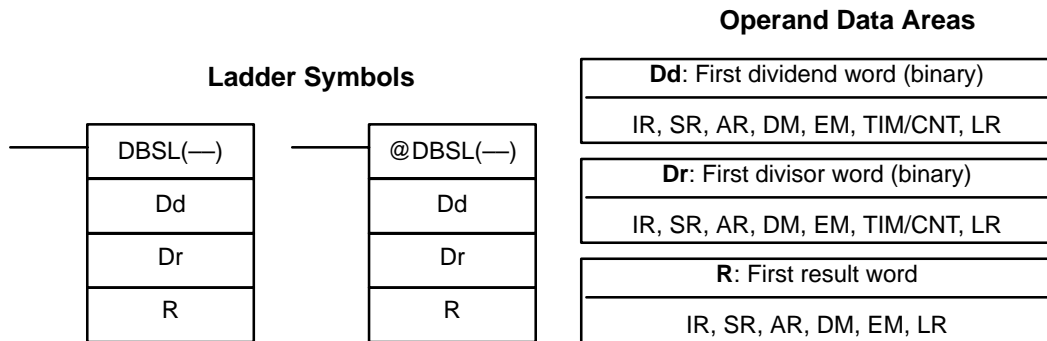 Operand Data Areas
Ladder Symbols
DBSL(—)
Dd
Dr
R
@DBSL(—)
Dd
Dr
R
Dd: First dividend word (binary)
IR, SR, AR, DM, EM, TIM/CNT, LR
Dr: First divisor word (binary)
IR, SR, AR, DM, EM, TIM/CNT, LR
R: First result word
IR, SR, AR, DM, EM, LR